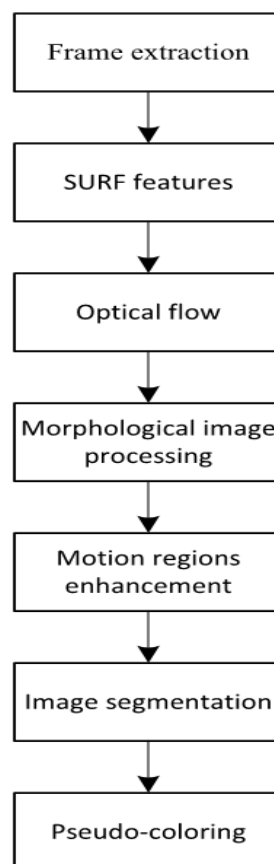 Frame extraction
SURF features
Optical flow
Morphological image
processing
Motion regions
enhancement
Image segmentation
Pseudo-coloring